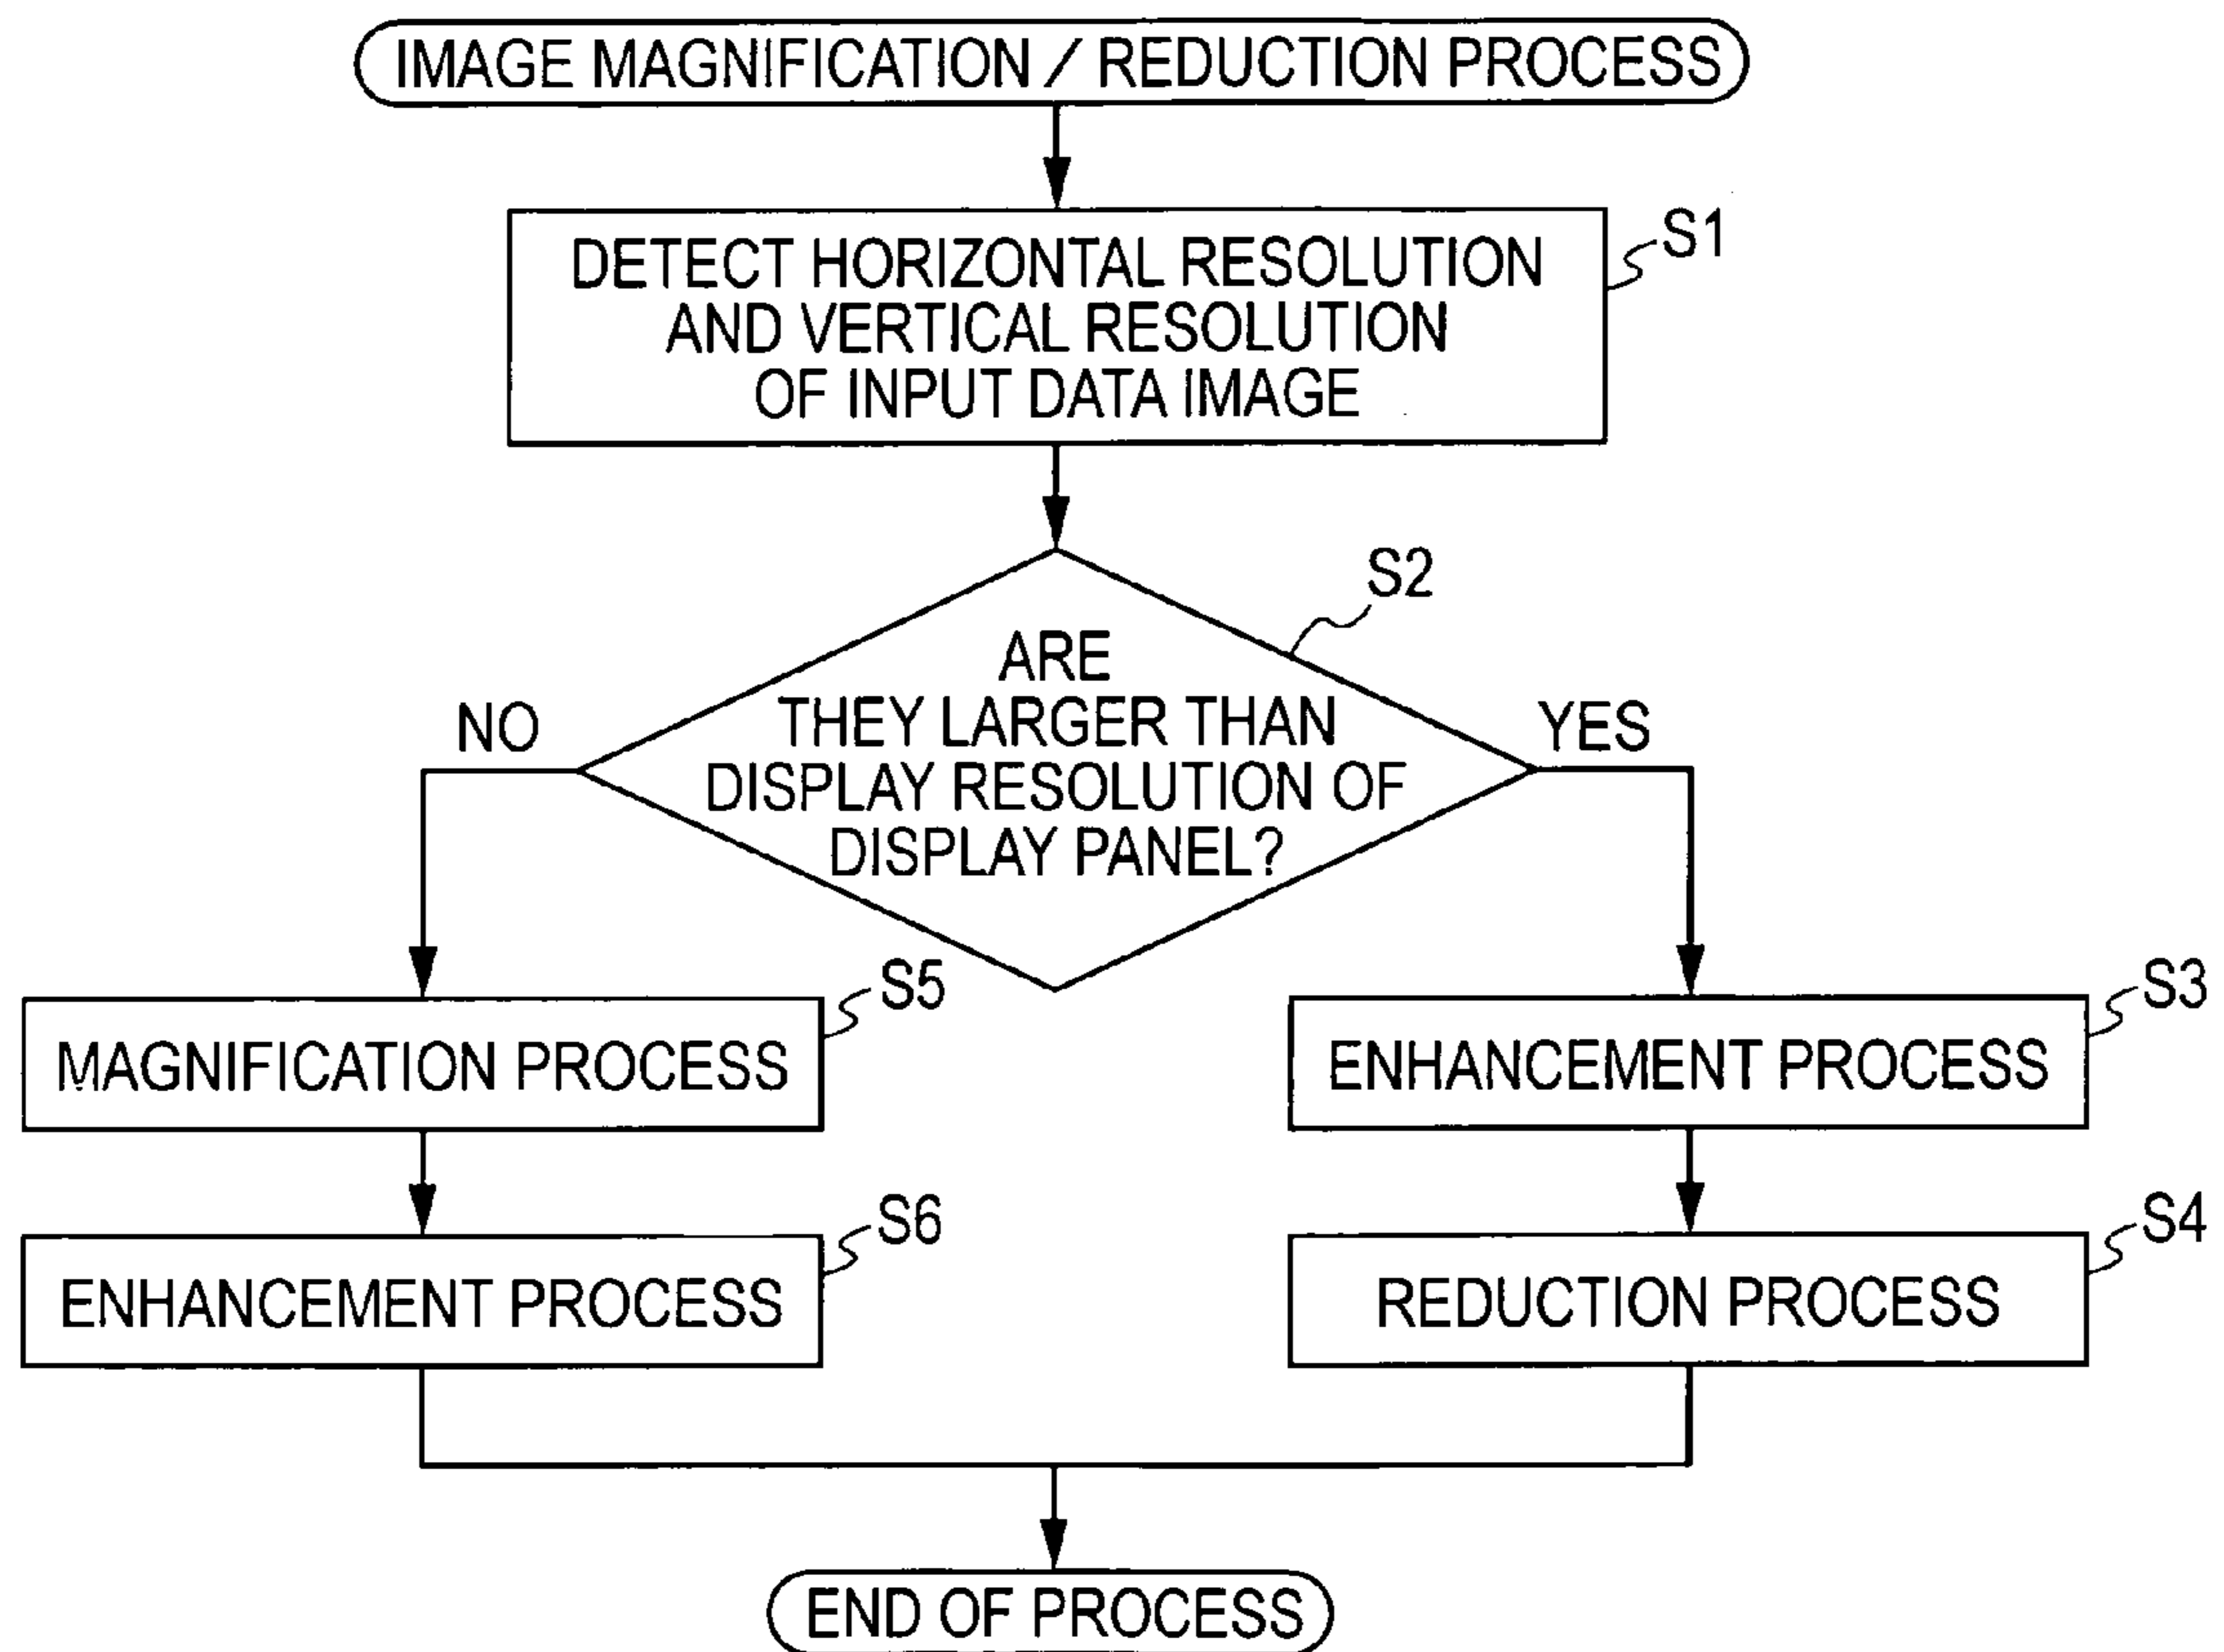 IMAGE MAGNIFICATION / REDUCTION PROCESS
DETECT HORIZONTAL RESOLUTION
AND VERTICAL RESOLUTION
OF INPUT DATA IMAGE
S1
S2
ARE
THEY LARGER THAN
DISPLAY RESOLUTION OF
DISPLAY PANEL?
NO
YES
MAGNIFICATION PROCESS
S5
ENHANCEMENT PROCESS
S3
ENHANCEMENT PROCESS
S6
REDUCTION PROCESS
S4
END OF PROCESS